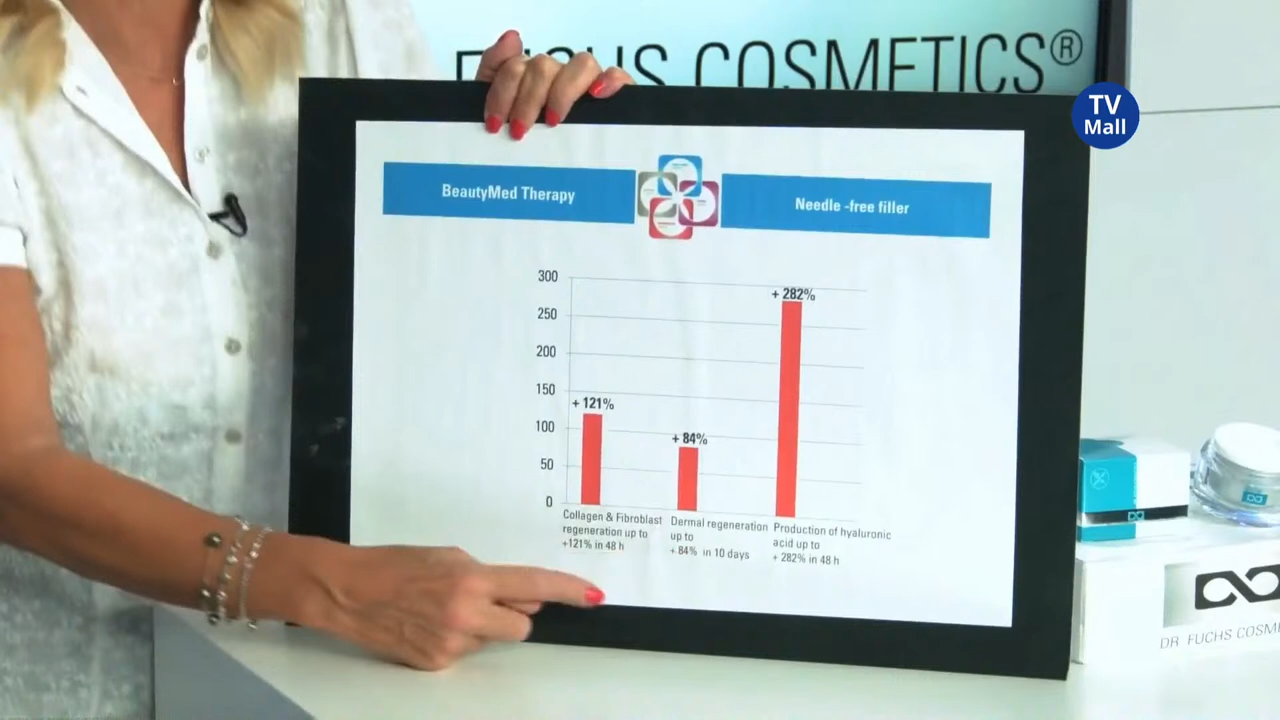 FUCHS COSMETICS®
TV
Mall
BeautyMed Therapy
Needle -free filler
300
250
200
150
100
50
0
+ 121%
+ 84%
+ 282%
Collagen & Fibroblast
regeneration up to
+121% in 48 h
Dermal regeneration
up to
+ 84% in 10 days
Production of hyaluronic
acid up to
+ 282% in 48 h
DR FUCHS COSME